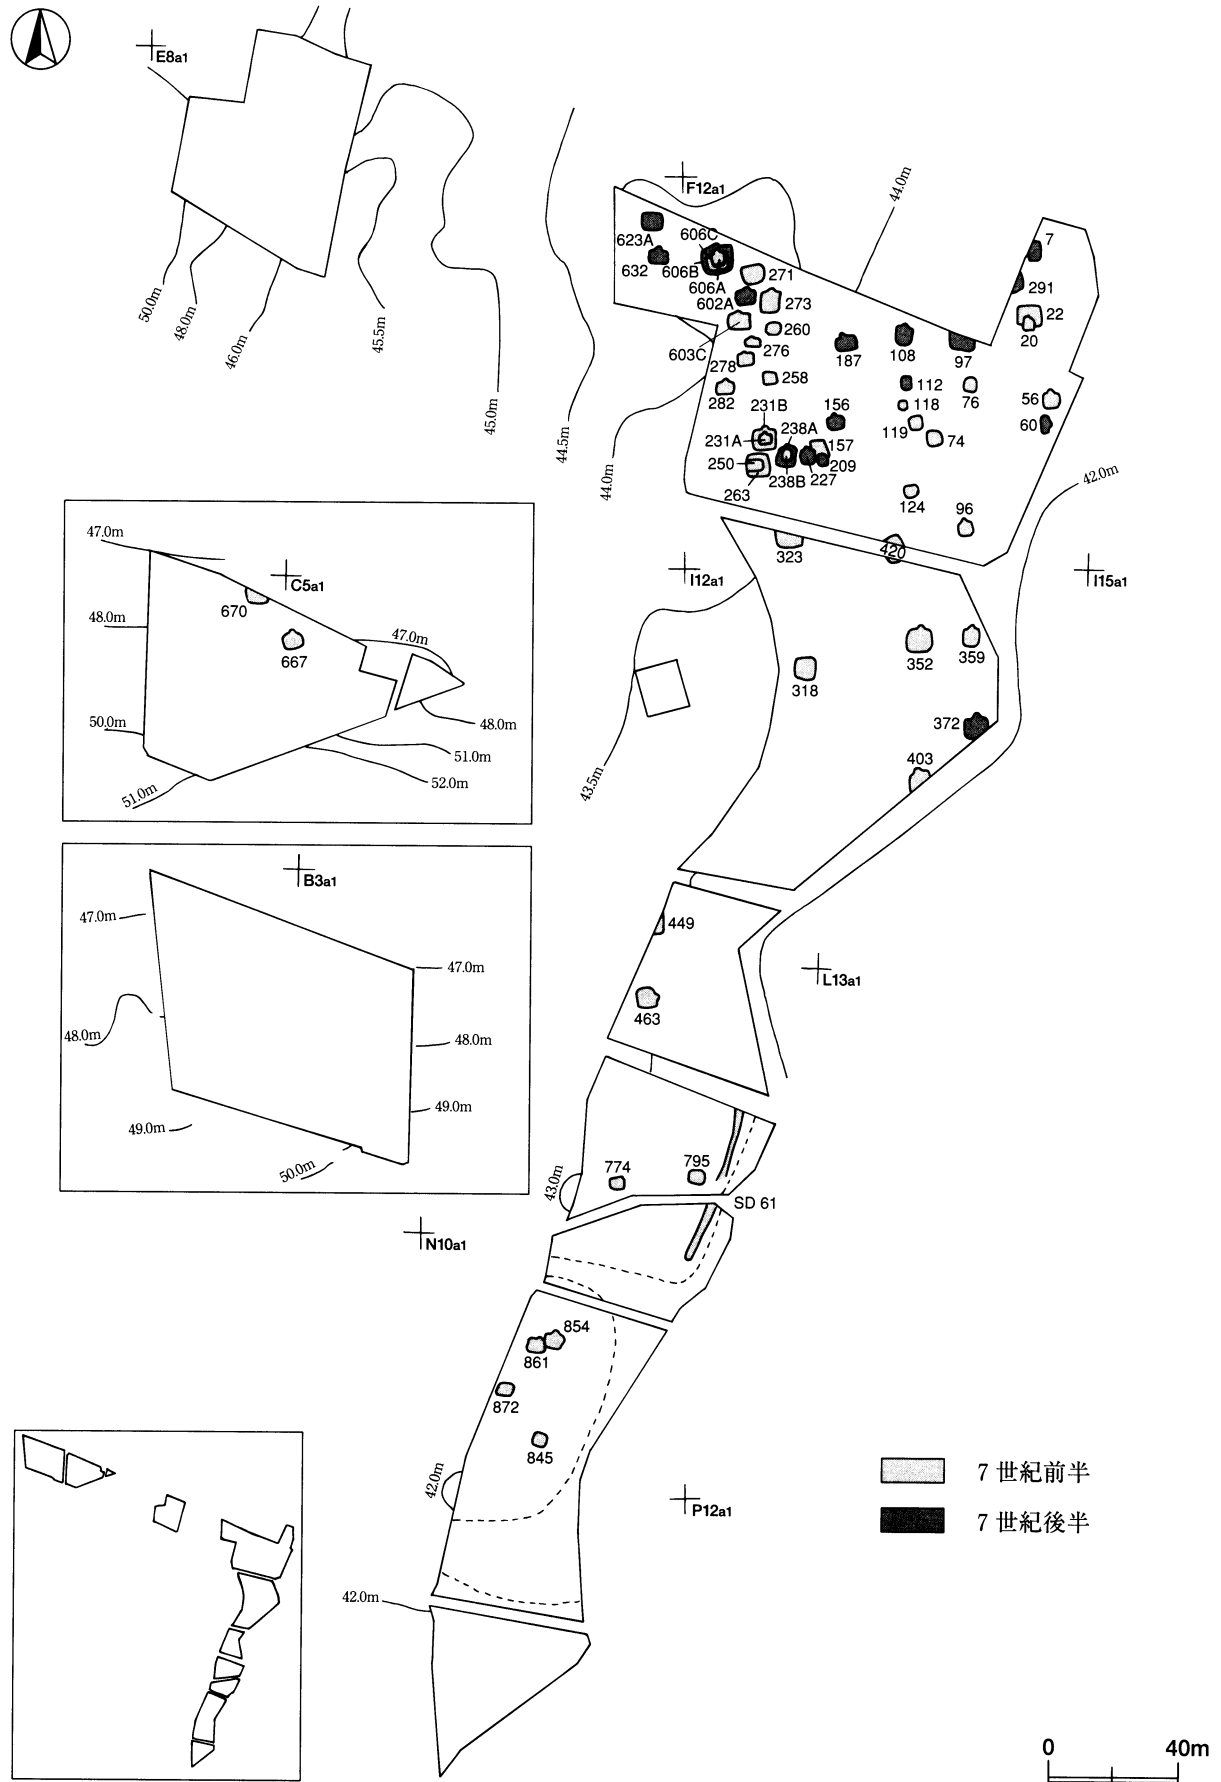 E8a1
F12a1
44.0m
7
623A
606C
632
606B
271
291
606A
602A
273
22
50.0m
48.0m
46.0m
45.5m
260
20
603C
276
187
108
97
278
258
112
76
56
282
118
45.0m
44.5m
44.0m
231B
156
119
60
231A
238A
157
74
250
209
238B
227
263
124
96
42.0m
323
420
I12a1
I15a1
47.0m
C5a1
670
48.0m
667
47.0m
50.0m
48.0m
51.0m
52.0m
51.0m
352
359
318
372
403
43.5m
B3a1
47.0m
47.0m
48.0m
48.0m
49.0m
49.0m
50.0m
449
L13a1
463
774
795
43.0m
SD 61
N10a1
854
861
872
845
42.0m
P12a1
42.0m
7世紀前半
7世紀後半
0 40m